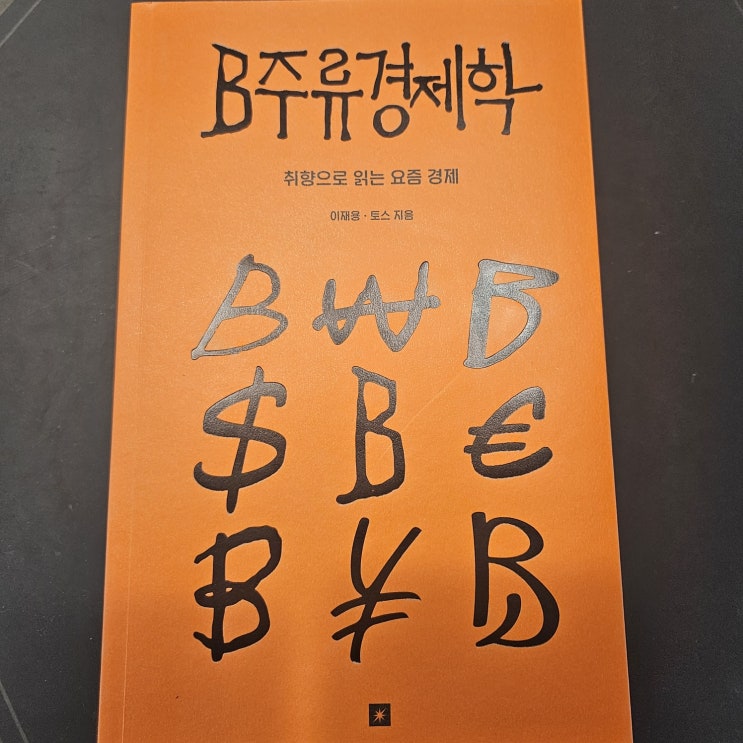 B주류경제학
취향으로 읽는 요즘 경제
이재용·토스 지음
B ₩ B
$ B €
B ¥ B